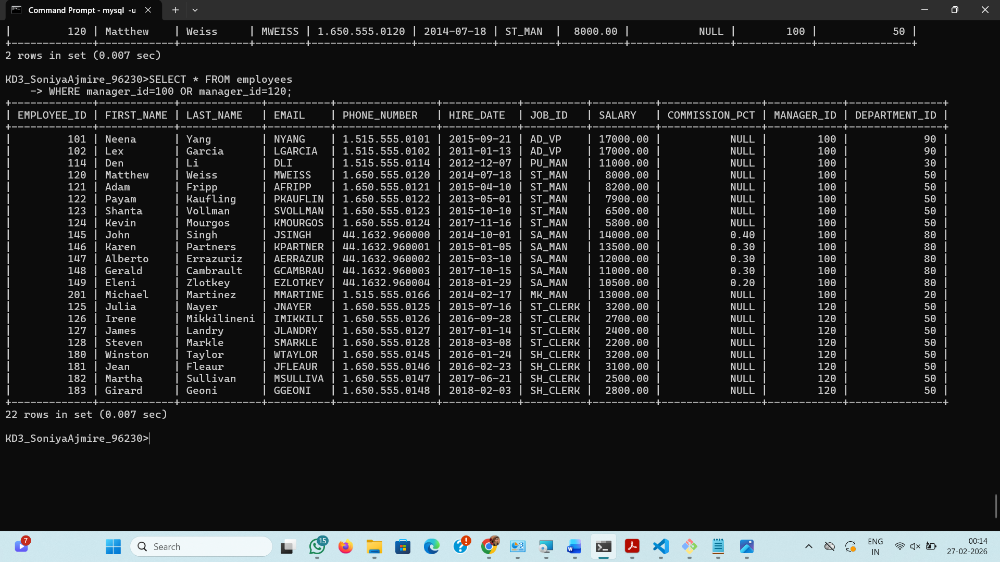 Command Prompt - mysql -u
| 120 | Matthew | Weiss | MWEISS | 1.650.555.0120 | 2014-07-18 | ST_MAN | 8000.00 | NULL | 100 | 50 |
2 rows in set (0.007 sec)
KD3_SoniyaAjmire_96230>SELECT * FROM employees
-> WHERE manager_id=100 OR manager_id=120;
| EMPLOYEE_ID | FIRST_NAME | LAST_NAME | EMAIL | PHONE_NUMBER | HIRE_DATE | JOB_ID | SALARY | COMMISSION_PCT | MANAGER_ID | DEPARTMENT_ID |
| 101 | Neena | Yang | NYANG | 1.515.555.0101 | 2015-09-21 | AD_VP | 17000.00 | NULL | 100 | 90 |
| 102 | Lex | Garcia | LGARCIA | 1.515.555.0102 | 2011-01-13 | AD_VP | 17000.00 | NULL | 100 | 90 |
| 114 | Den | Li | DLI | 1.515.555.0114 | 2012-12-07 | PU_MAN | 11000.00 | NULL | 100 | 30 |
| 120 | Matthew | Weiss | MWEISS | 1.650.555.0120 | 2014-07-18 | ST_MAN | 8000.00 | NULL | 100 | 50 |
| 121 | Adam | Fripp | AFRIPP | 1.650.555.0121 | 2015-04-10 | ST_MAN | 8200.00 | NULL | 100 | 50 |
| 122 | Payam | Kaufling | PKAUFLIN | 1.650.555.0122 | 2013-05-01 | ST_MAN | 7900.00 | NULL | 100 | 50 |
| 123 | Shanta | Vollman | SVOLLMAN | 1.650.555.0123 | 2015-10-10 | ST_MAN | 6500.00 | NULL | 100 | 50 |
| 124 | Kevin | Mourgos | KMOURGOS | 1.650.555.0124 | 2017-11-16 | ST_MAN | 5800.00 | NULL | 100 | 50 |
| 145 | John | Singh | JSINGH | 44.1632.960000 | 2014-10-01 | SA_MAN | 14000.00 | 0.40 | 100 | 80 |
| 146 | Karen | Partners | KPARTNER | 44.1632.960001 | 2015-01-05 | SA_MAN | 13500.00 | 0.30 | 100 | 80 |
| 147 | Alberto | Errazuriz | AERRAZUR | 44.1632.960002 | 2015-03-10 | SA_MAN | 12000.00 | 0.30 | 100 | 80 |
| 148 | Gerald | Cambrault | GCAMBRAU | 44.1632.960003 | 2017-10-15 | SA_MAN | 11000.00 | 0.30 | 100 | 80 |
| 149 | Eleni | Zlotkey | EZLOTKEY | 44.1632.960004 | 2018-01-29 | SA_MAN | 10500.00 | 0.20 | 100 | 80 |
| 201 | Michael | Martinez | MMARTINE | 1.515.555.0166 | 2014-02-17 | MK_MAN | 13000.00 | NULL | 100 | 20 |
| 125 | Julia | Nayer | JNAYER | 1.650.555.0125 | 2015-07-16 | ST_CLERK | 3200.00 | NULL | 120 | 50 |
| 126 | Irene | Mikkilineni | IMIKKILI | 1.650.555.0126 | 2016-09-28 | ST_CLERK | 2700.00 | NULL | 120 | 50 |
| 127 | James | Landry | JLANDRY | 1.650.555.0127 | 2017-01-14 | ST_CLERK | 2400.00 | NULL | 120 | 50 |
| 128 | Steven | Markle | SMARKLE | 1.650.555.0128 | 2018-03-08 | ST_CLERK | 2200.00 | NULL | 120 | 50 |
| 180 | Winston | Taylor | WTAYLOR | 1.650.555.0145 | 2016-01-24 | SH_CLERK | 3200.00 | NULL | 120 | 50 |
| 181 | Jean | Fleaur | JFLEAUR | 1.650.555.0146 | 2016-02-23 | SH_CLERK | 3100.00 | NULL | 120 | 50 |
| 182 | Martha | Sullivan | MSULLIVA | 1.650.555.0147 | 2017-06-21 | SH_CLERK | 2500.00 | NULL | 120 | 50 |
| 183 | Girard | Geoni | GGEONI | 1.650.555.0148 | 2018-02-03 | SH_CLERK | 2800.00 | NULL | 120 | 50 |
22 rows in set (0.007 sec)
KD3_SoniyaAjmire_96230>
7
Search
15
ENG
IN
00:14
27-02-2026